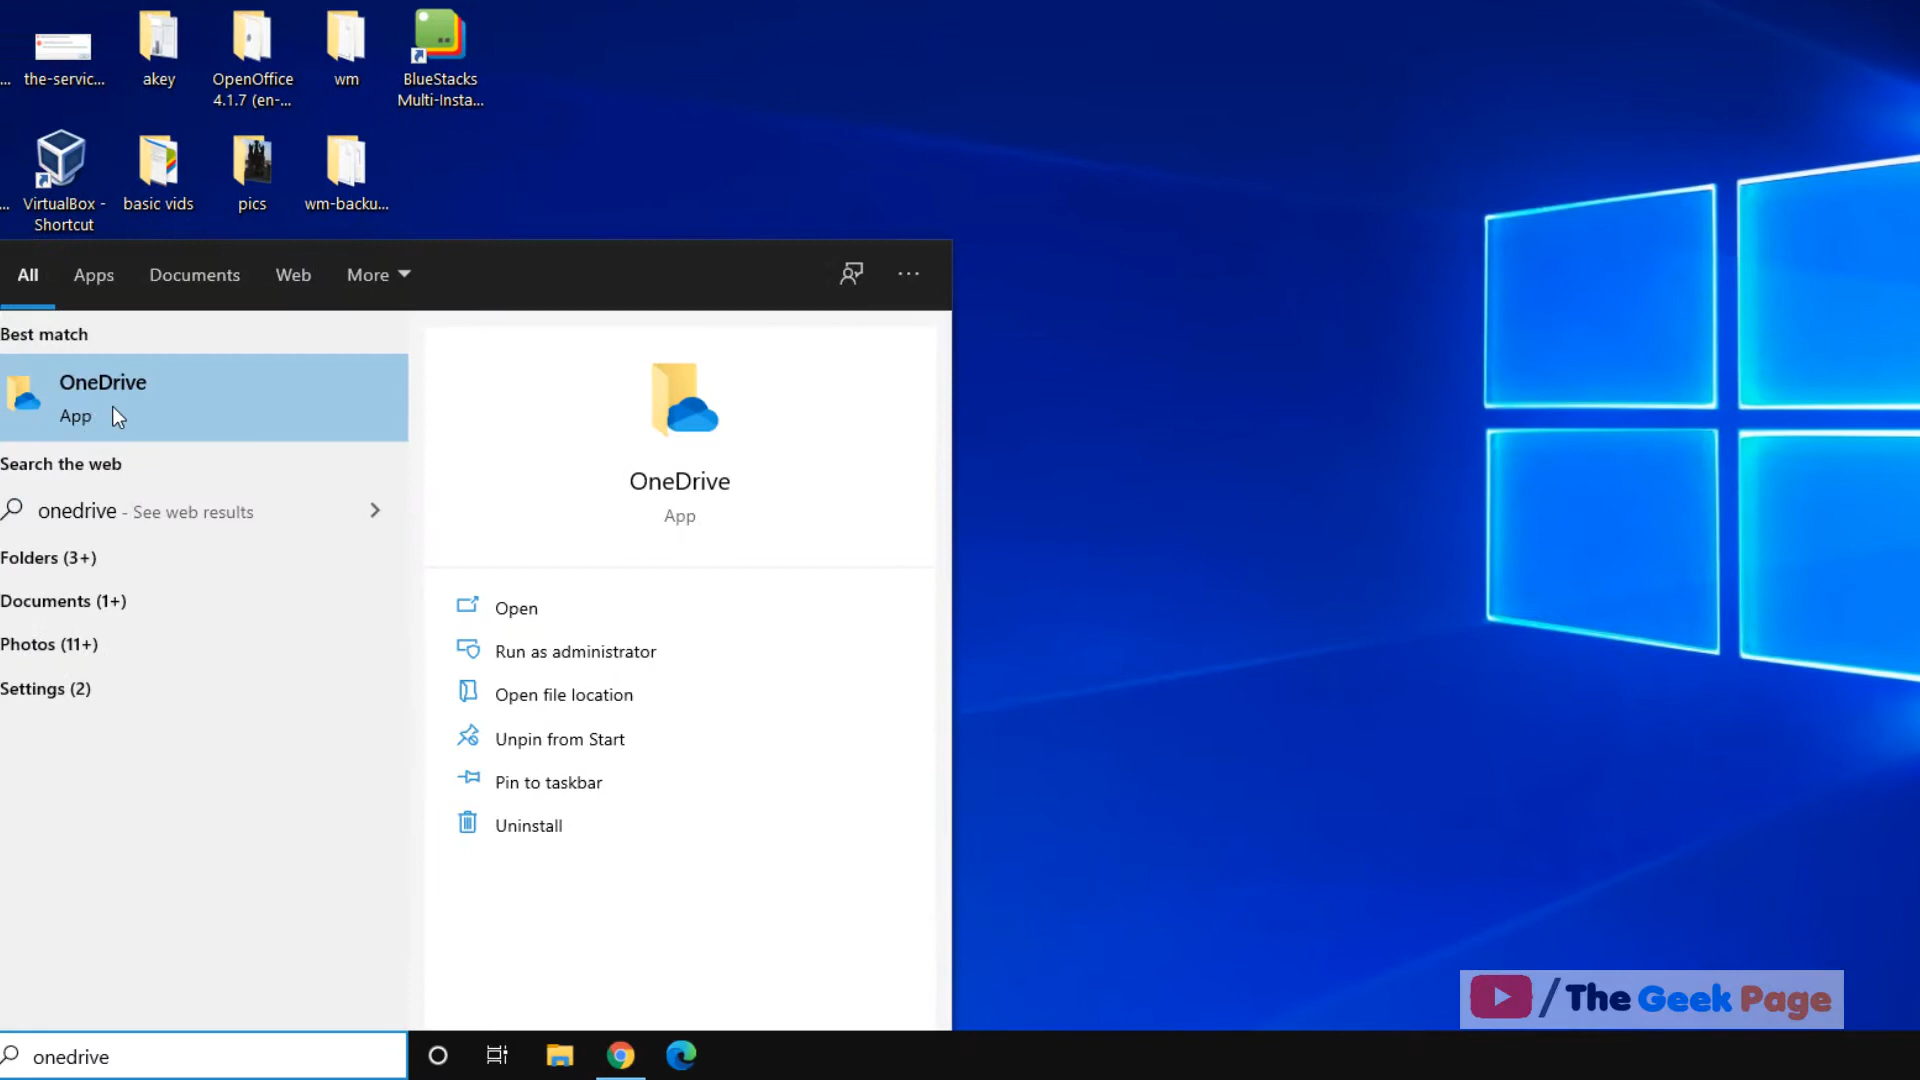 ... the-servic...
akey
OpenOffice
4.1.7 (en-...
wm
BlueStacks
Multi-Insta...
... VirtualBox -
Shortcut
basic vids
pics
wm-backu...
All Apps Documents Web More ...
Best match
OneDrive
App
Search the web
onedrive - See web results
Folders (3+)
Documents (1+)
Photos (11+)
Settings (2)
OneDrive
App
Open
Run as administrator
Open file location
Unpin from Start
Pin to taskbar
Uninstall
/ The Geek Page
onedrive